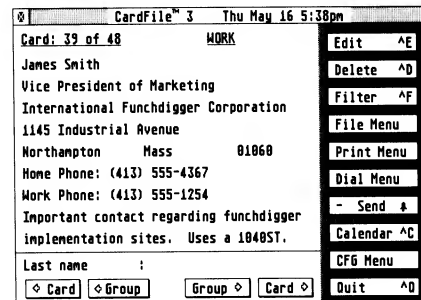 CardFile™ 3 Thu May 16 5:38pm
Card: 39 of 48 WORK
James Smith
Vice President of Marketing
International Funchdigger Corporation
1145 Industrial Avenue
Northampton Mass 01060
Home Phone: (413) 555-4367
Work Phone: (413) 555-1254
Important contact regarding funchdigger
implementation sites. Uses a 1040ST.
Last name :
Card Group Group Card
Edit ^E
Delete ^D
Filter ^F
File Menu
Print Menu
Dial Menu
- Send
Calendar ^C
CFG Menu
Quit ^Q